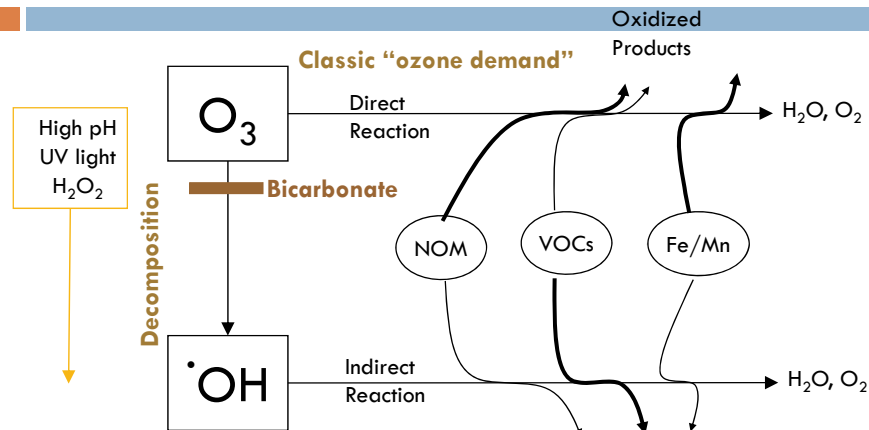 Oxidized
Products
Classic “ozone demand”
O₃
Direct
Reaction
H₂O, O₂
High pH
UV light
H₂O₂
Bicarbonate
Decomposition
NOM
VOCs
Fe/Mn
˙OH
Indirect
Reaction
H₂O, O₂